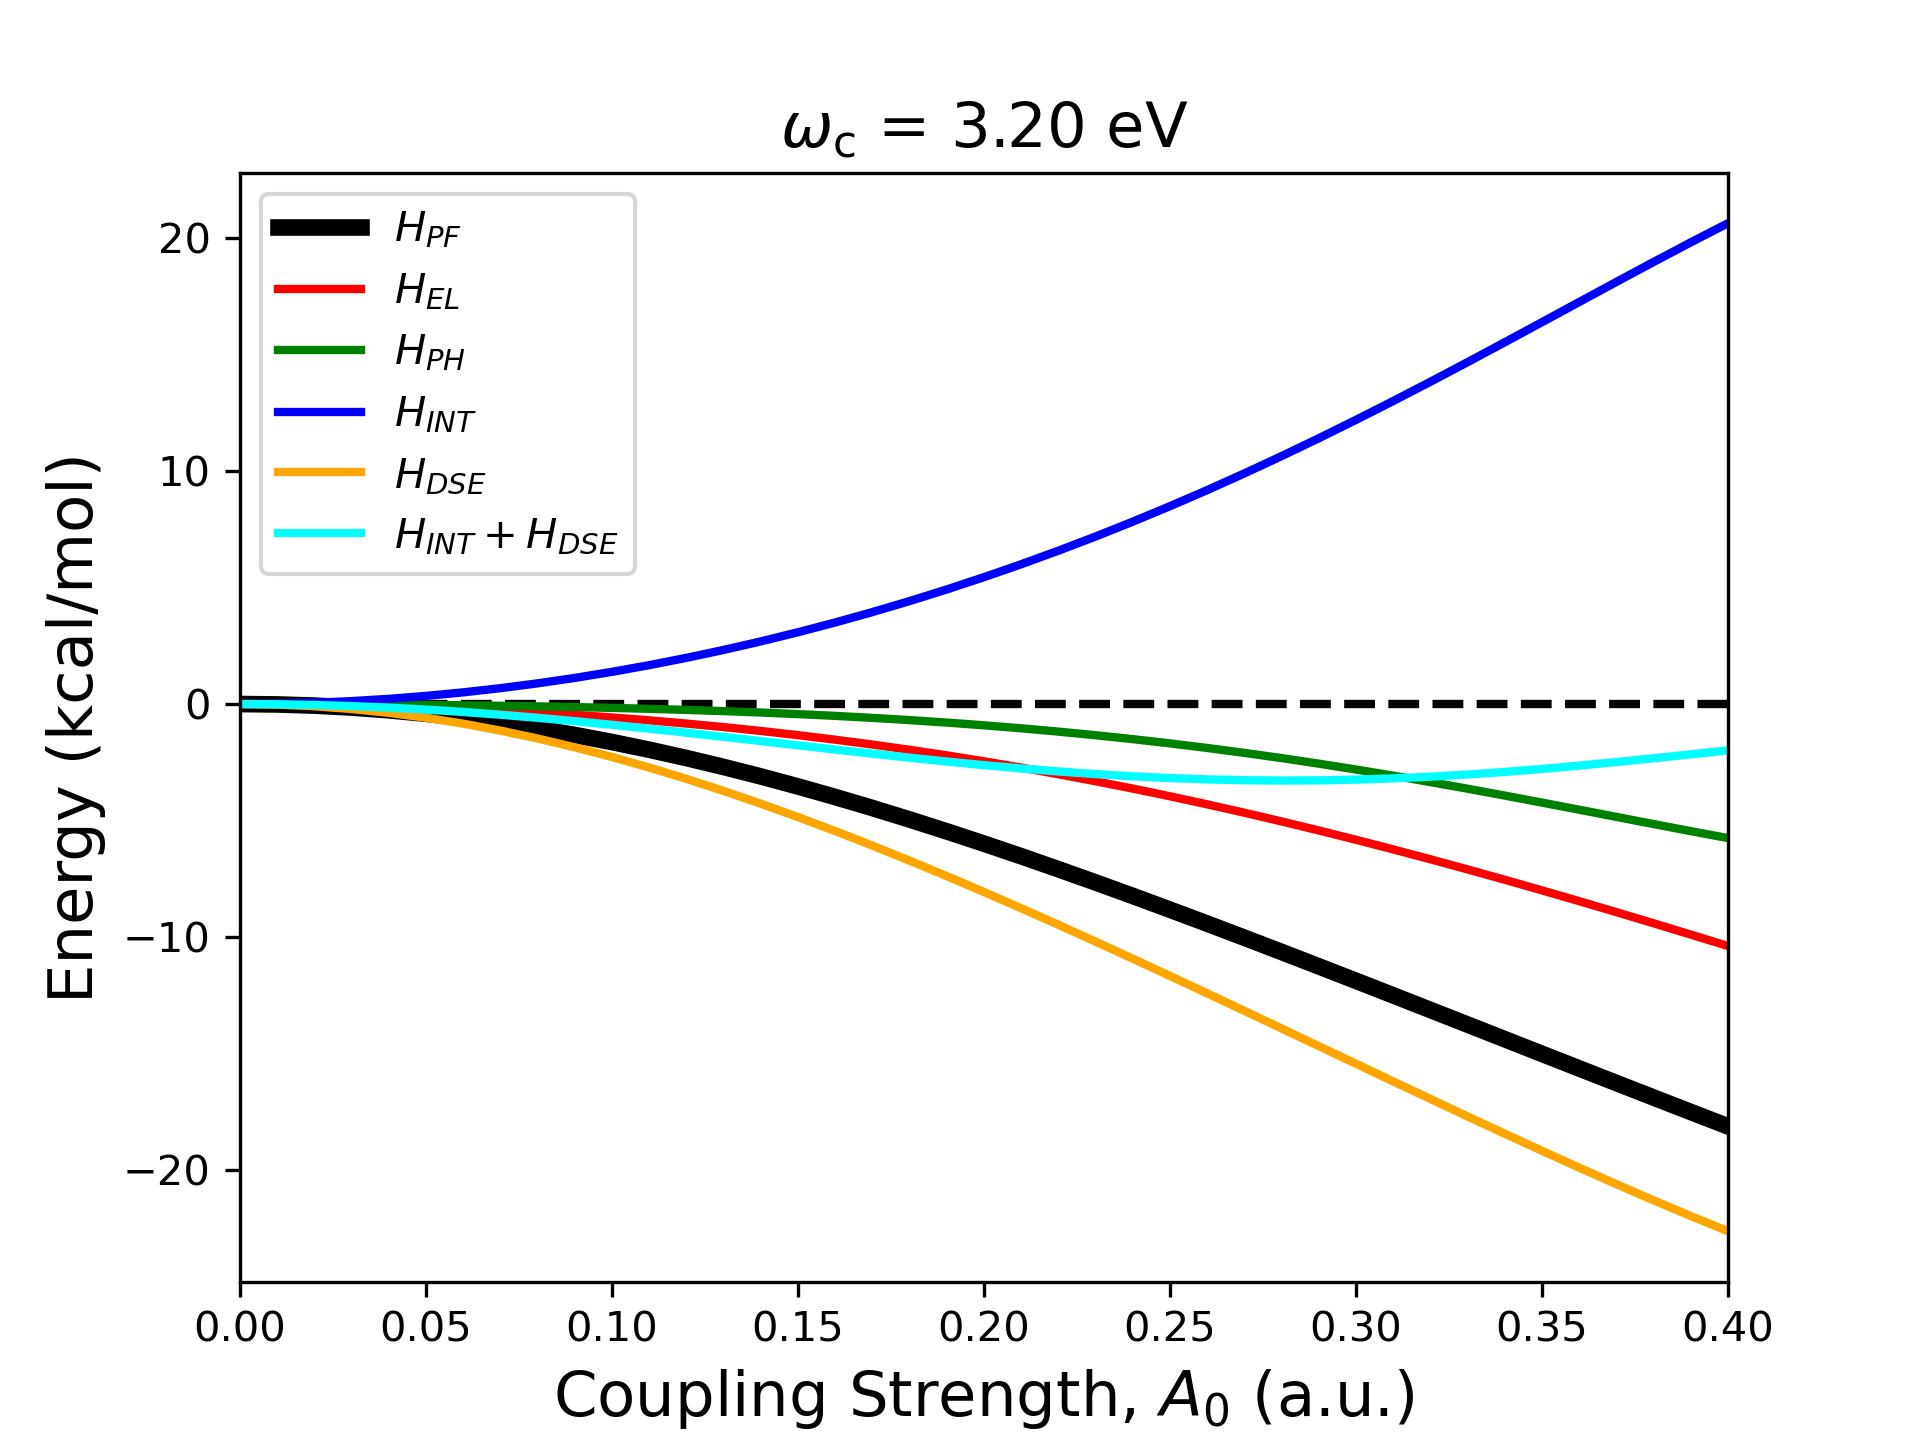 ω_c = 3.20 eV
H_PF
H_EL
H_PH
H_INT
H_DSE
H_INT + H_DSE
20
10
0
−10
−20
Energy (kcal/mol)
0.00 0.05 0.10 0.15 0.20 0.25 0.30 0.35 0.40
Coupling Strength, A_0 (a.u.)